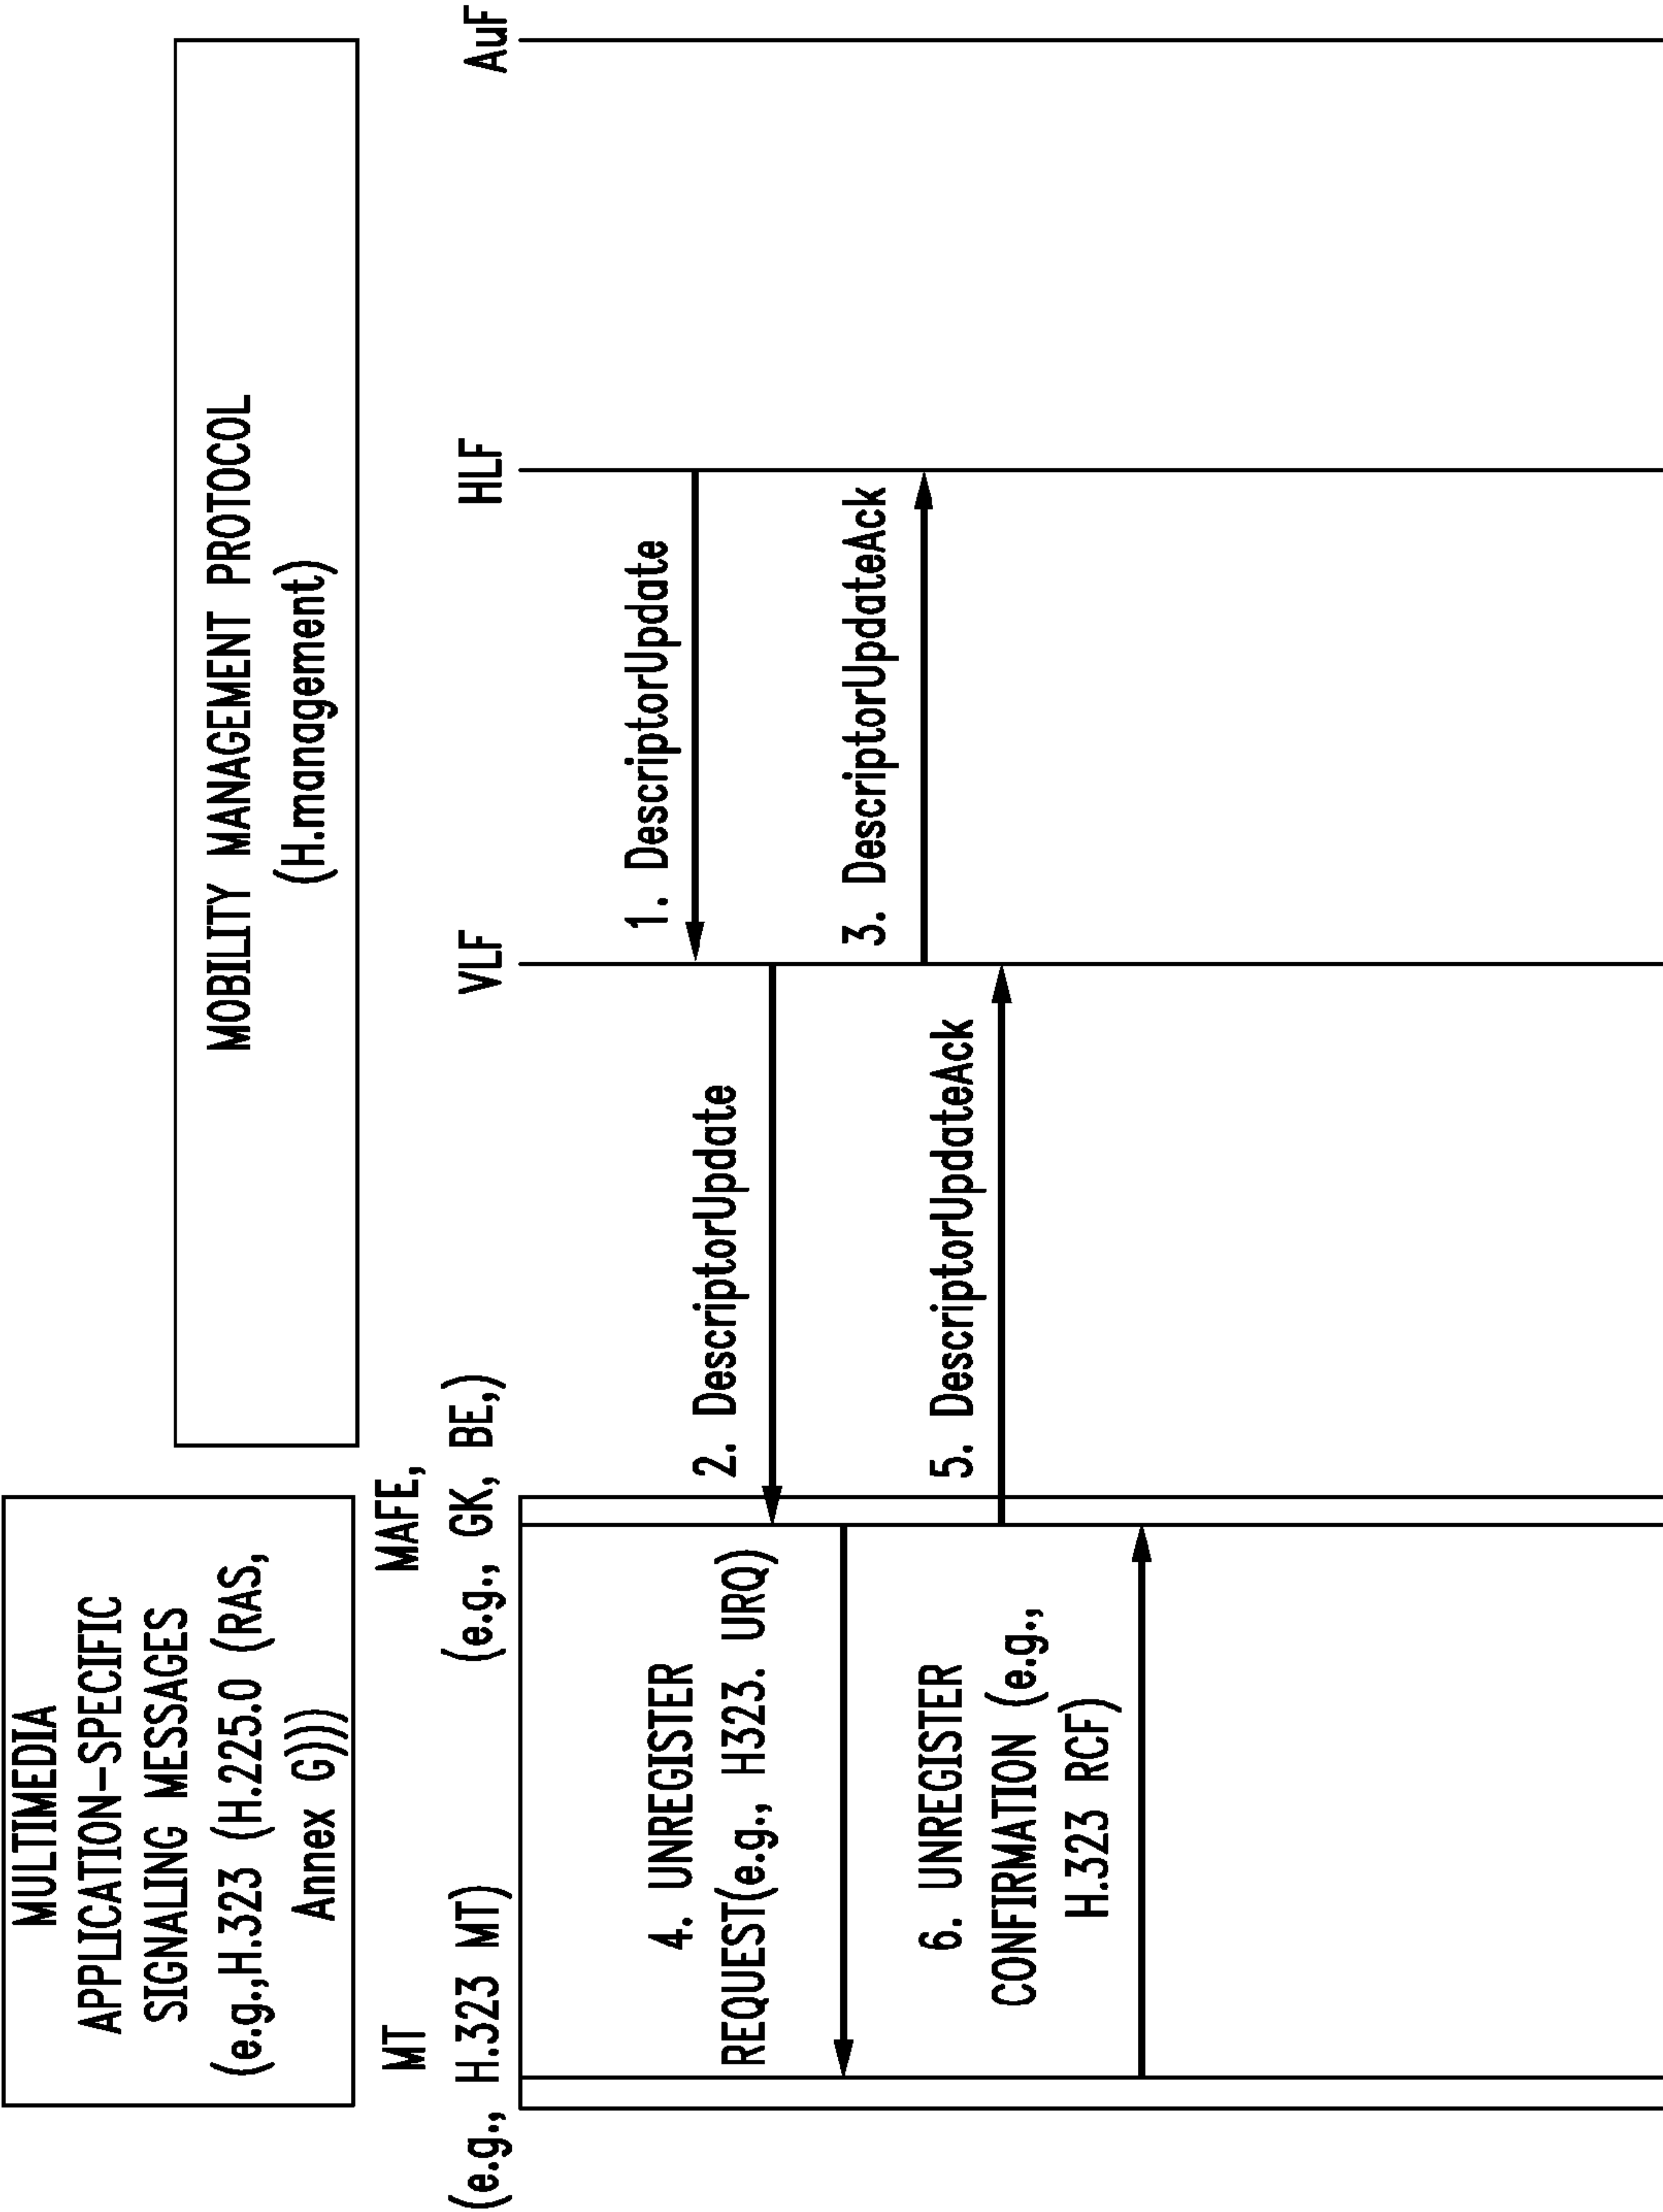 MULTIMEDIA
APPLICATION-SPECIFIC
SIGNALING MESSAGES
(e.g.,H.323 (H.225.0 (RAS,
Annex G)))
MOBILITY MANAGEMENT PROTOCOL
(H.management)
MT
(e.g., H.323 MT)
MAFE,
(e.g., GK, BE,)
VLF
HLF
AuF
1. DescriptorUpdate
2. DescriptorUpdate
4. UNREGISTER
REQUEST(e.g., H323. URQ)
3. DescriptorUpdateAck
5. DescriptorUpdateAck
6. UNREGISTER
CONFIRMATION (e.g.,
H.323 RCF)